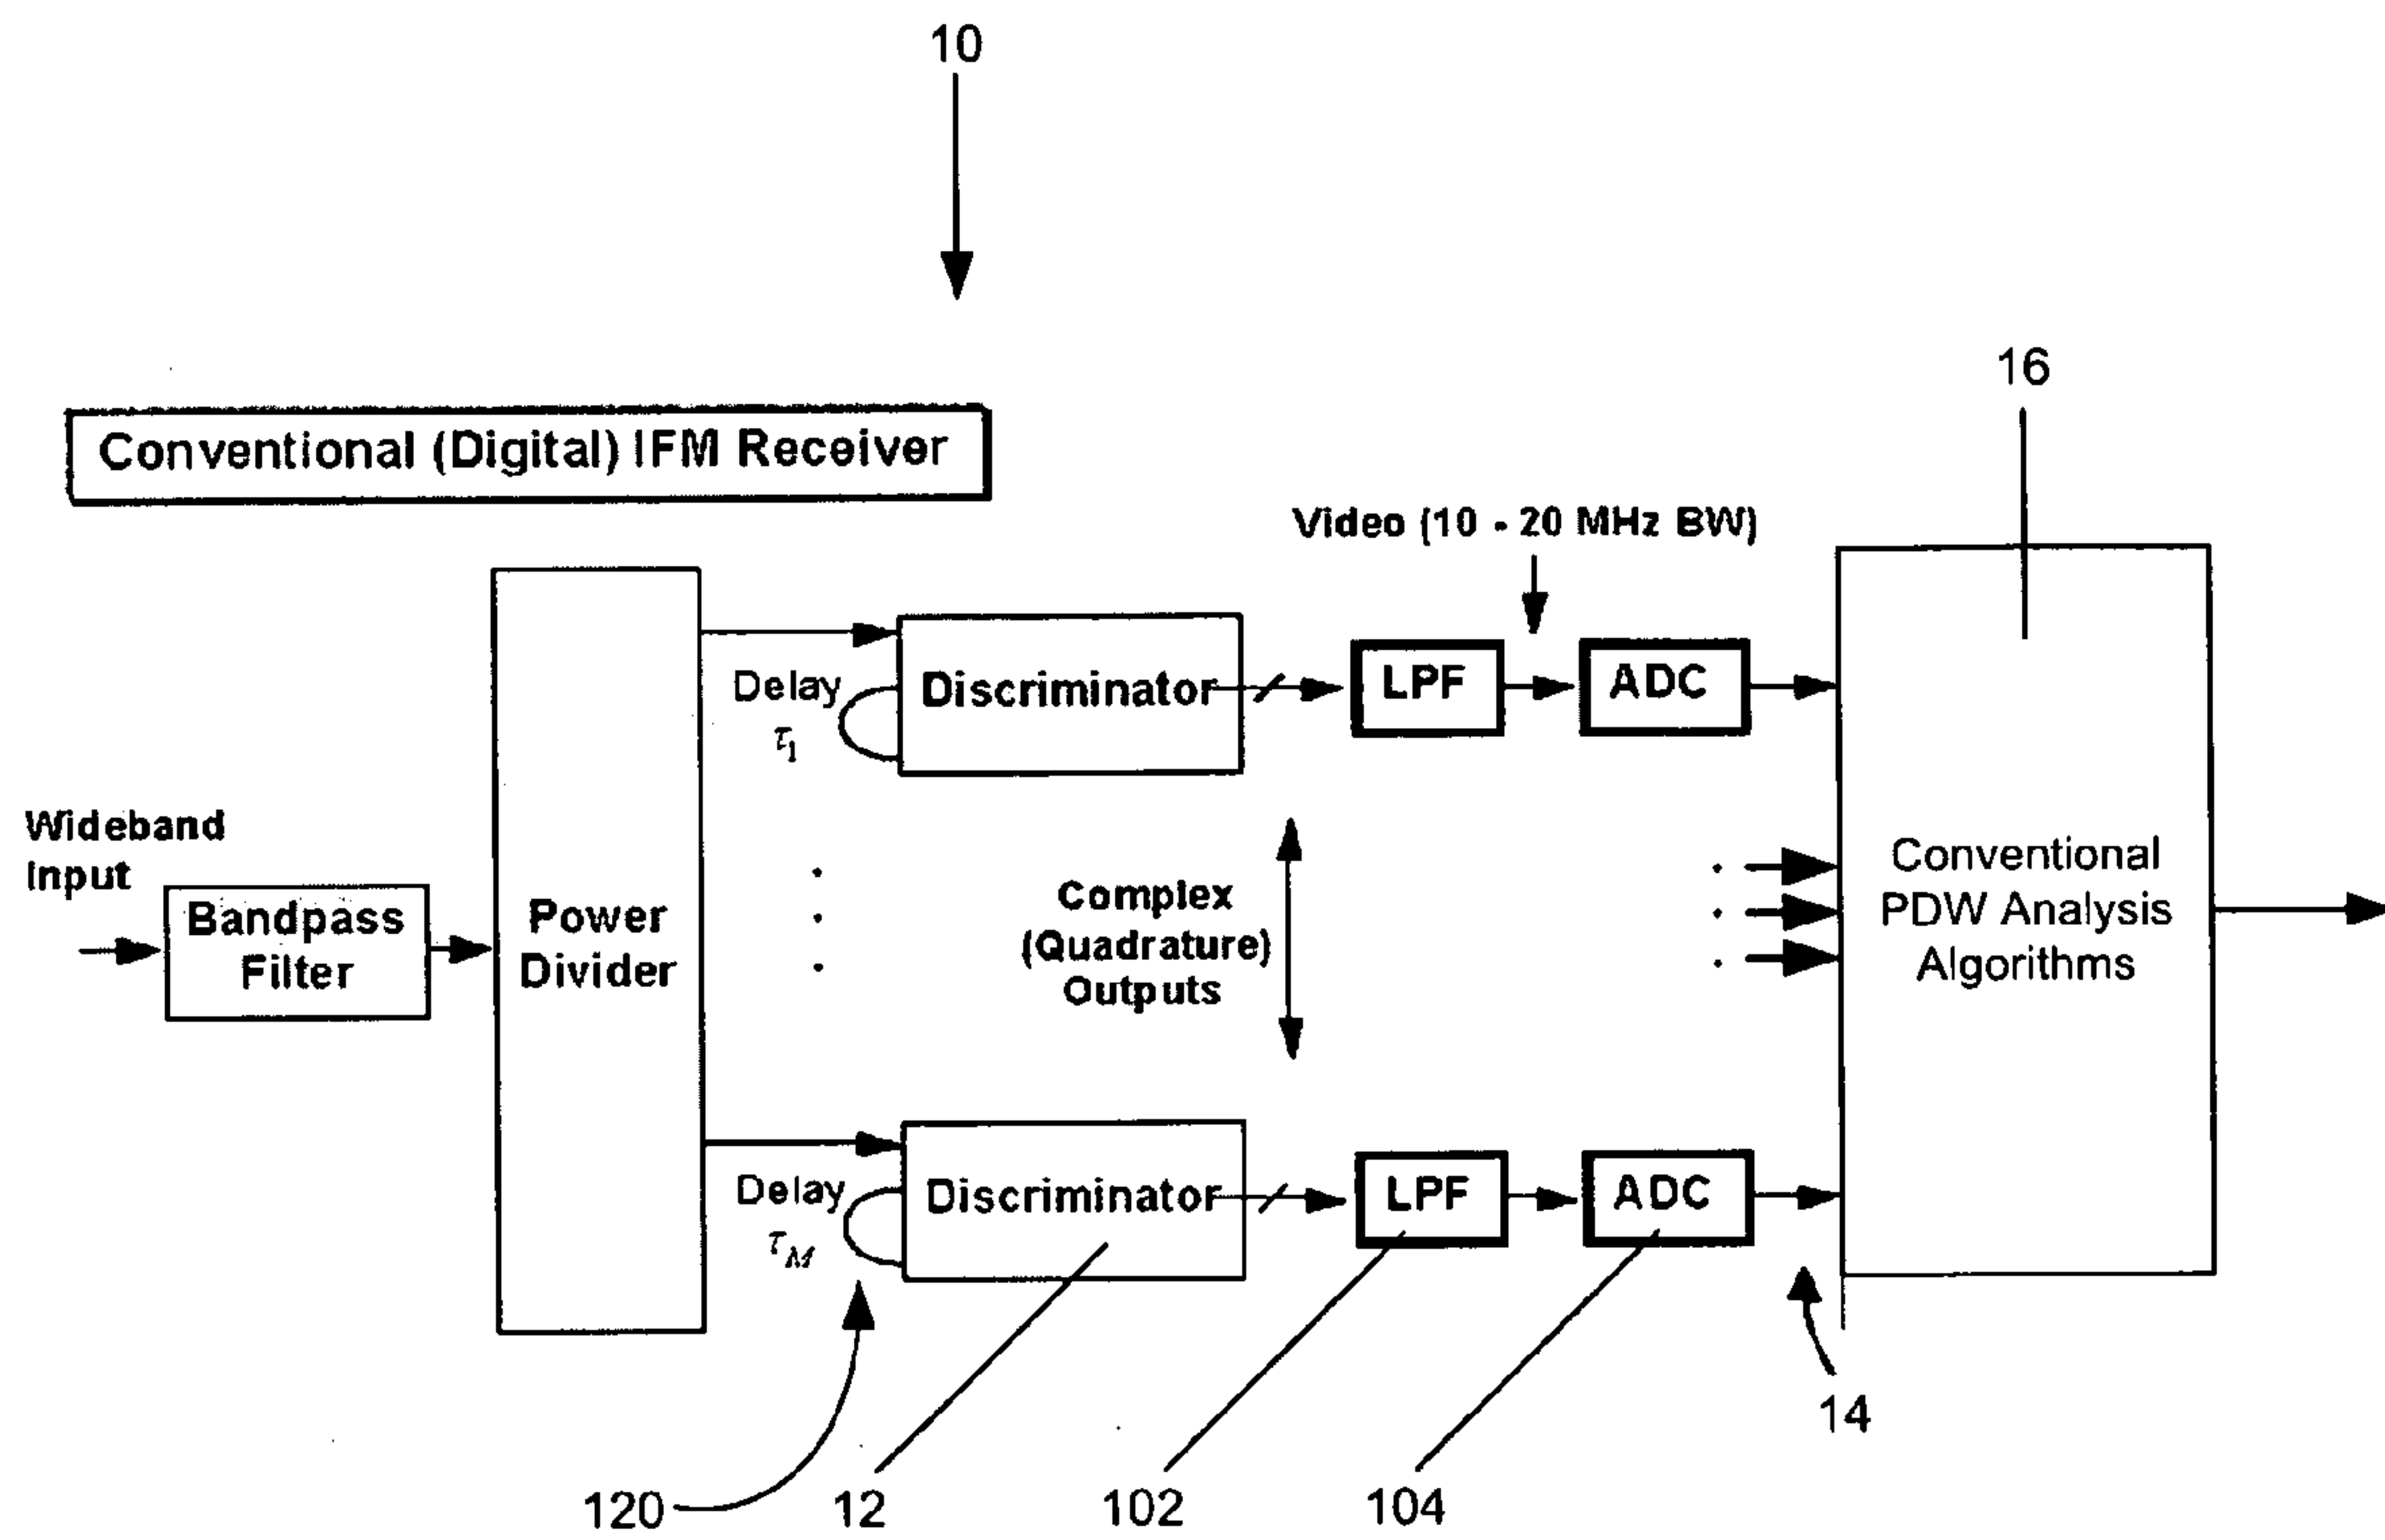 10
16
Conventional (Digital) IFM Receiver
Video (10 - 20 MHz BW)
Delay
τ1
Discriminator
LPF
ADC
Wideband
Input
Bandpass
Filter
Power
Divider
Complex
(Quadrature)
Outputs
Conventional
PDW Analysis
Algorithms
Delay
τM
Discriminator
LPF
ADC
14
120
12
102
104